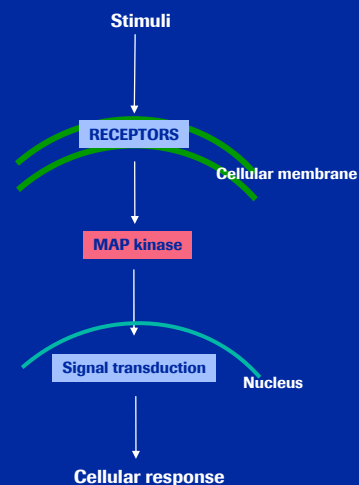 Stimuli
RECEPTORS
Cellular membrane
MAP kinase
Signal transduction
Nucleus
Cellular response